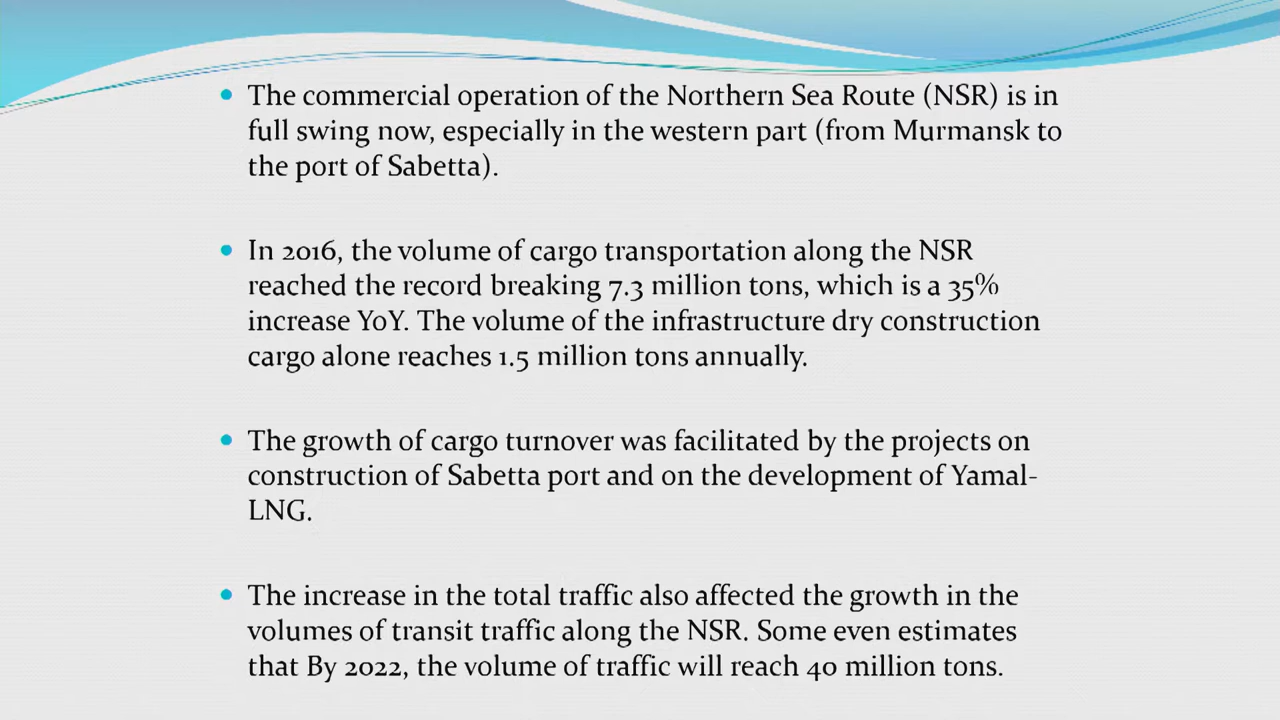 The commercial operation of the Northern Sea Route (NSR) is in
full swing now, especially in the western part (from Murmansk to
the port of Sabetta).
In 2016, the volume of cargo transportation along the NSR
reached the record breaking 7.3 million tons, which is a 35%
increase YoY. The volume of the infrastructure dry construction
cargo alone reaches 1.5 million tons annually.
The growth of cargo turnover was facilitated by the projects on
construction of Sabetta port and on the development of Yamal-
LNG.
The increase in the total traffic also affected the growth in the
volumes of transit traffic along the NSR. Some even estimates
that By 2022, the volume of traffic will reach 40 million tons.